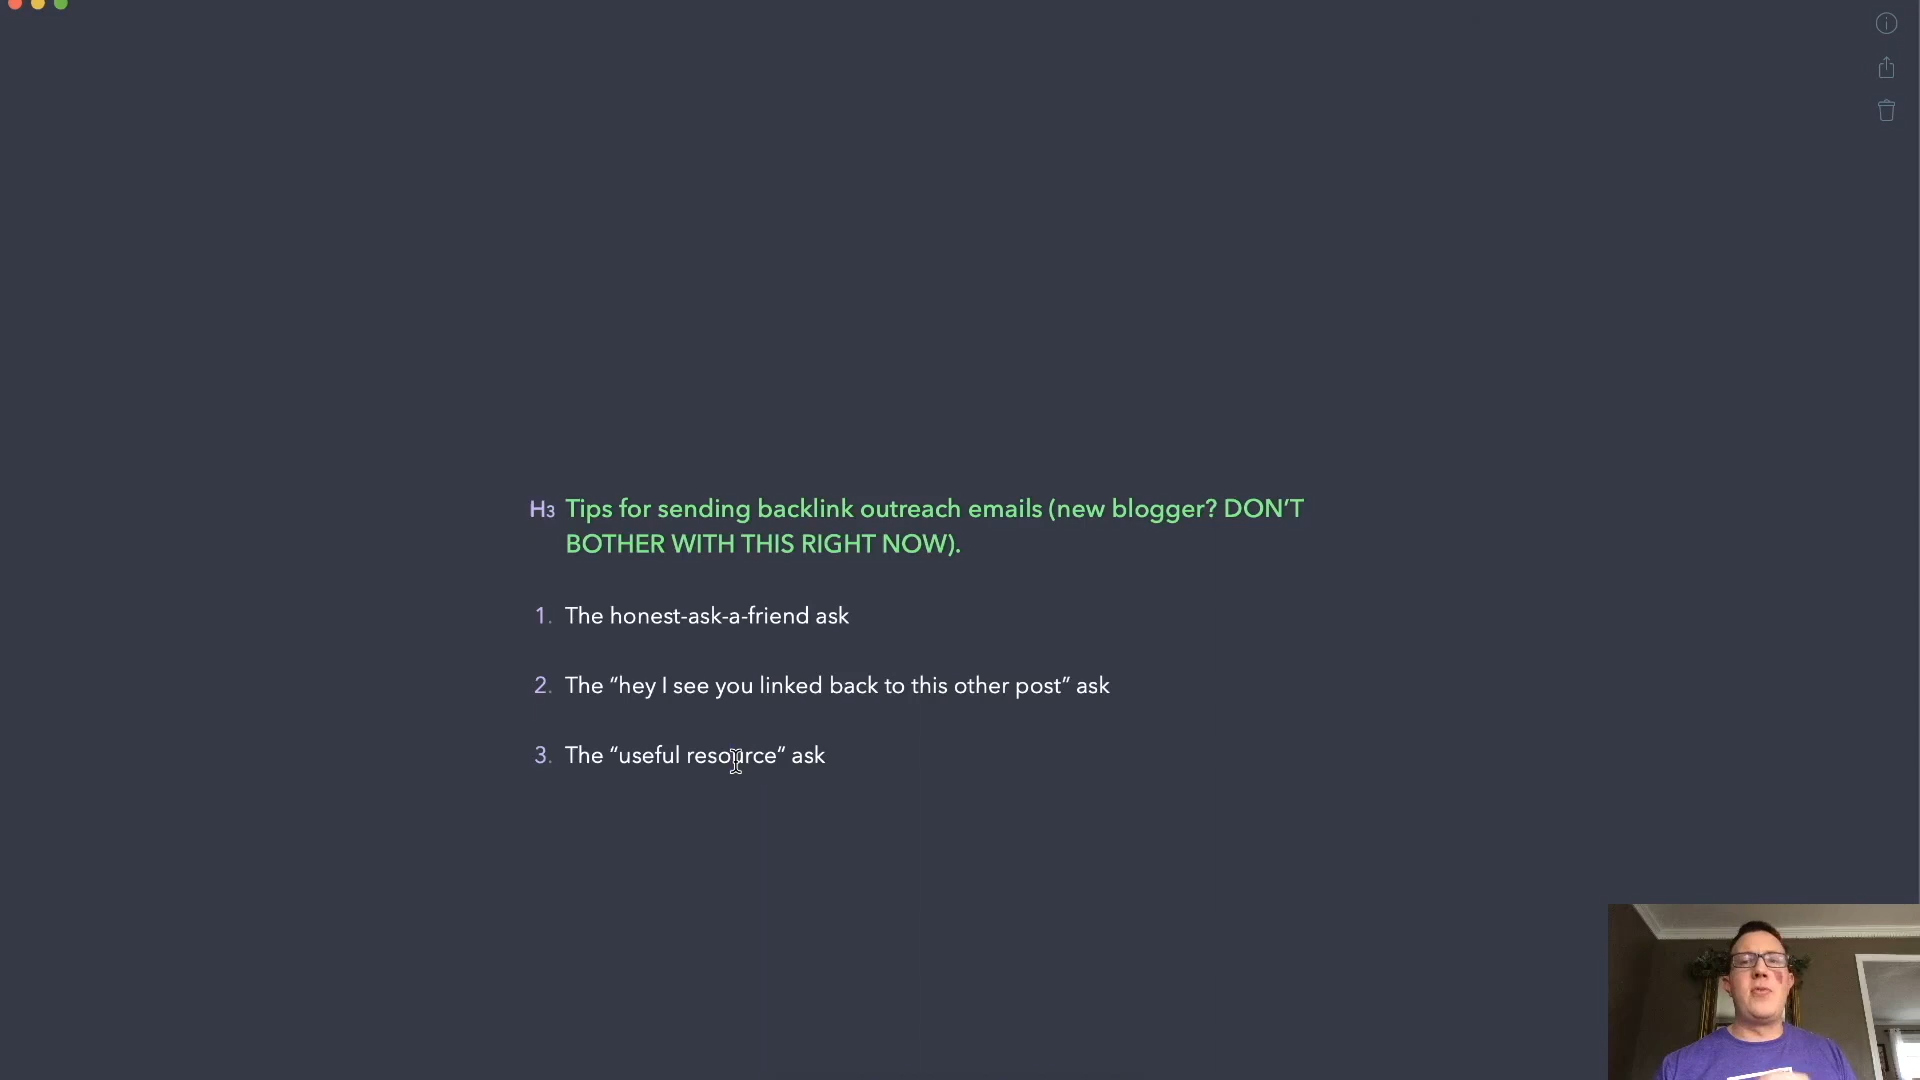 H3 Tips for sending backlink outreach emails (new blogger? DON’T
BOTHER WITH THIS RIGHT NOW).
1. The honest-ask-a-friend ask
2. The “hey I see you linked back to this other post” ask
3. The “useful resource” ask